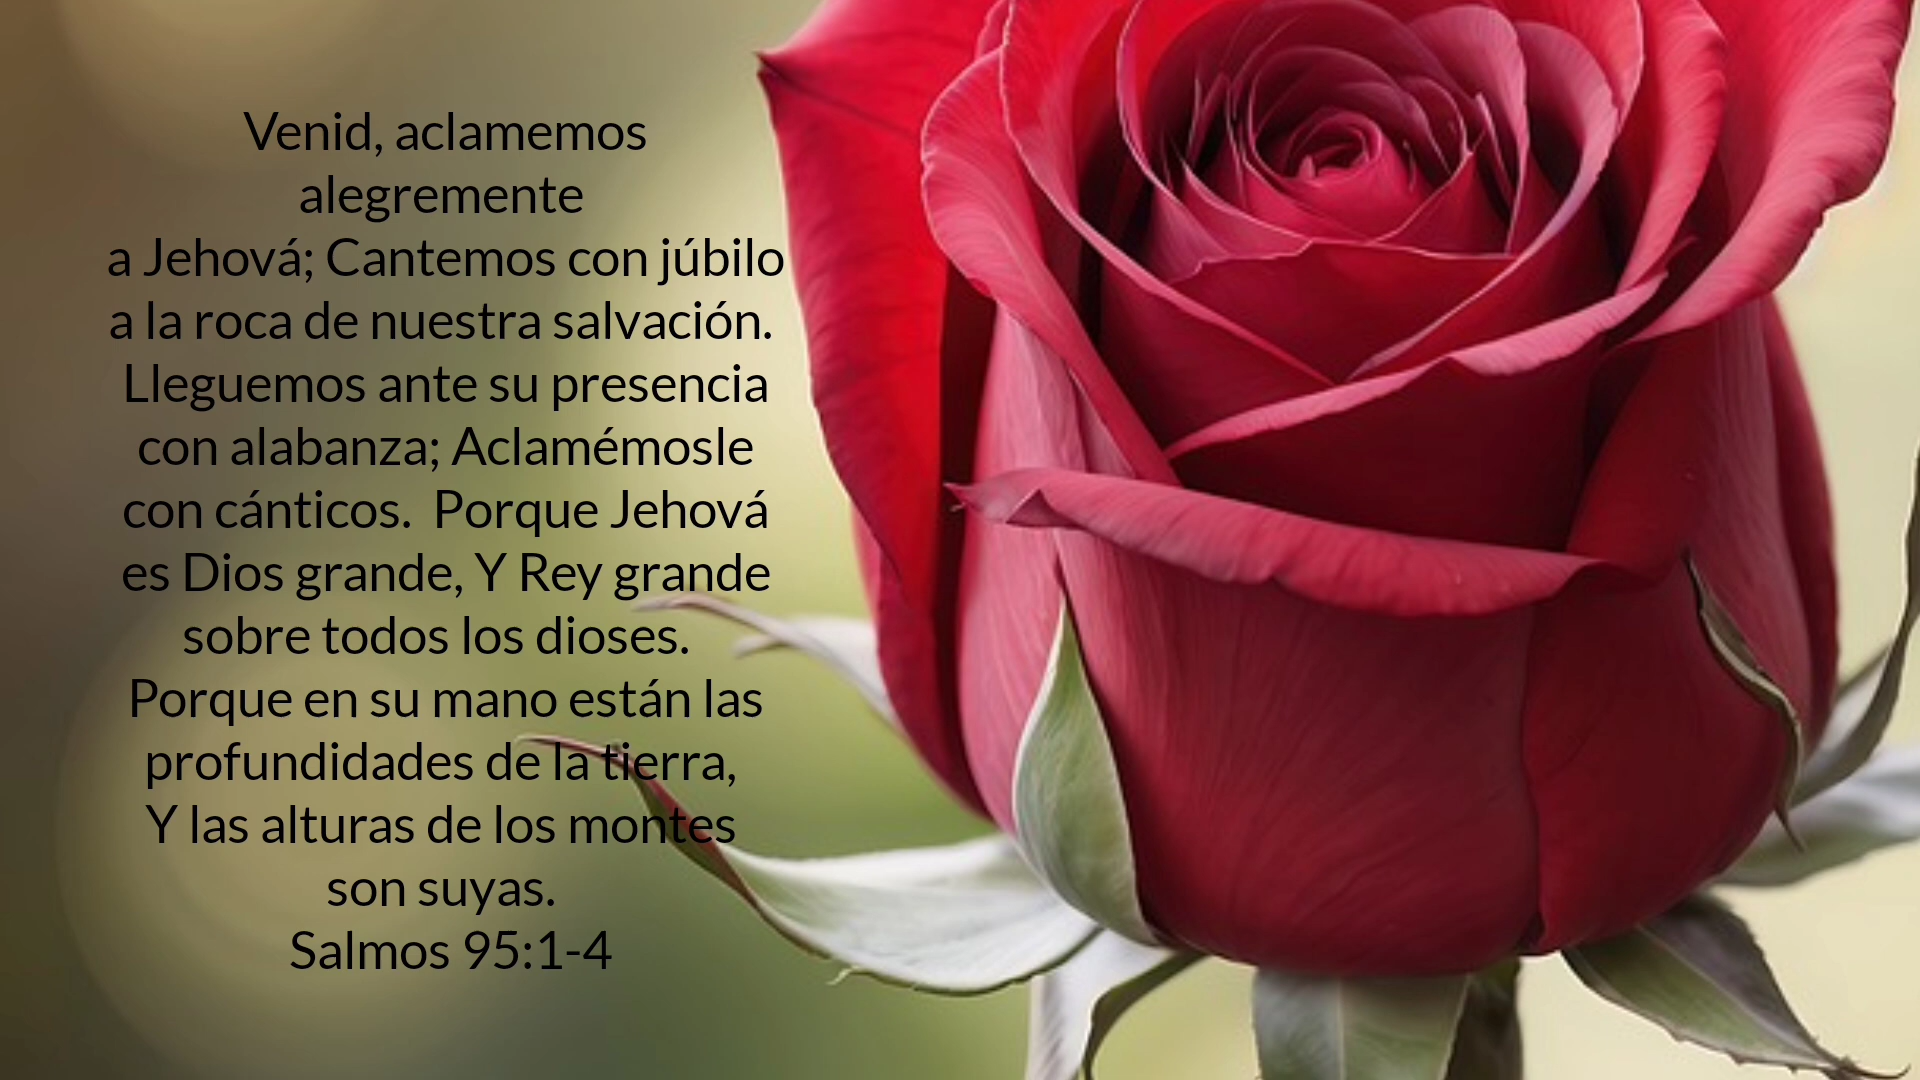 Venid, aclamemos
alegremente
a Jehová; Cantemos con júbilo
a la roca de nuestra salvación.
Lleguemos ante su presencia
con alabanza; Aclamémosle
con cánticos.  Porque Jehová
es Dios grande, Y Rey grande
sobre todos los dioses.
Porque en su mano están las
profundidades de la tierra,
Y las alturas de los montes
son suyas.
Salmos 95:1-4